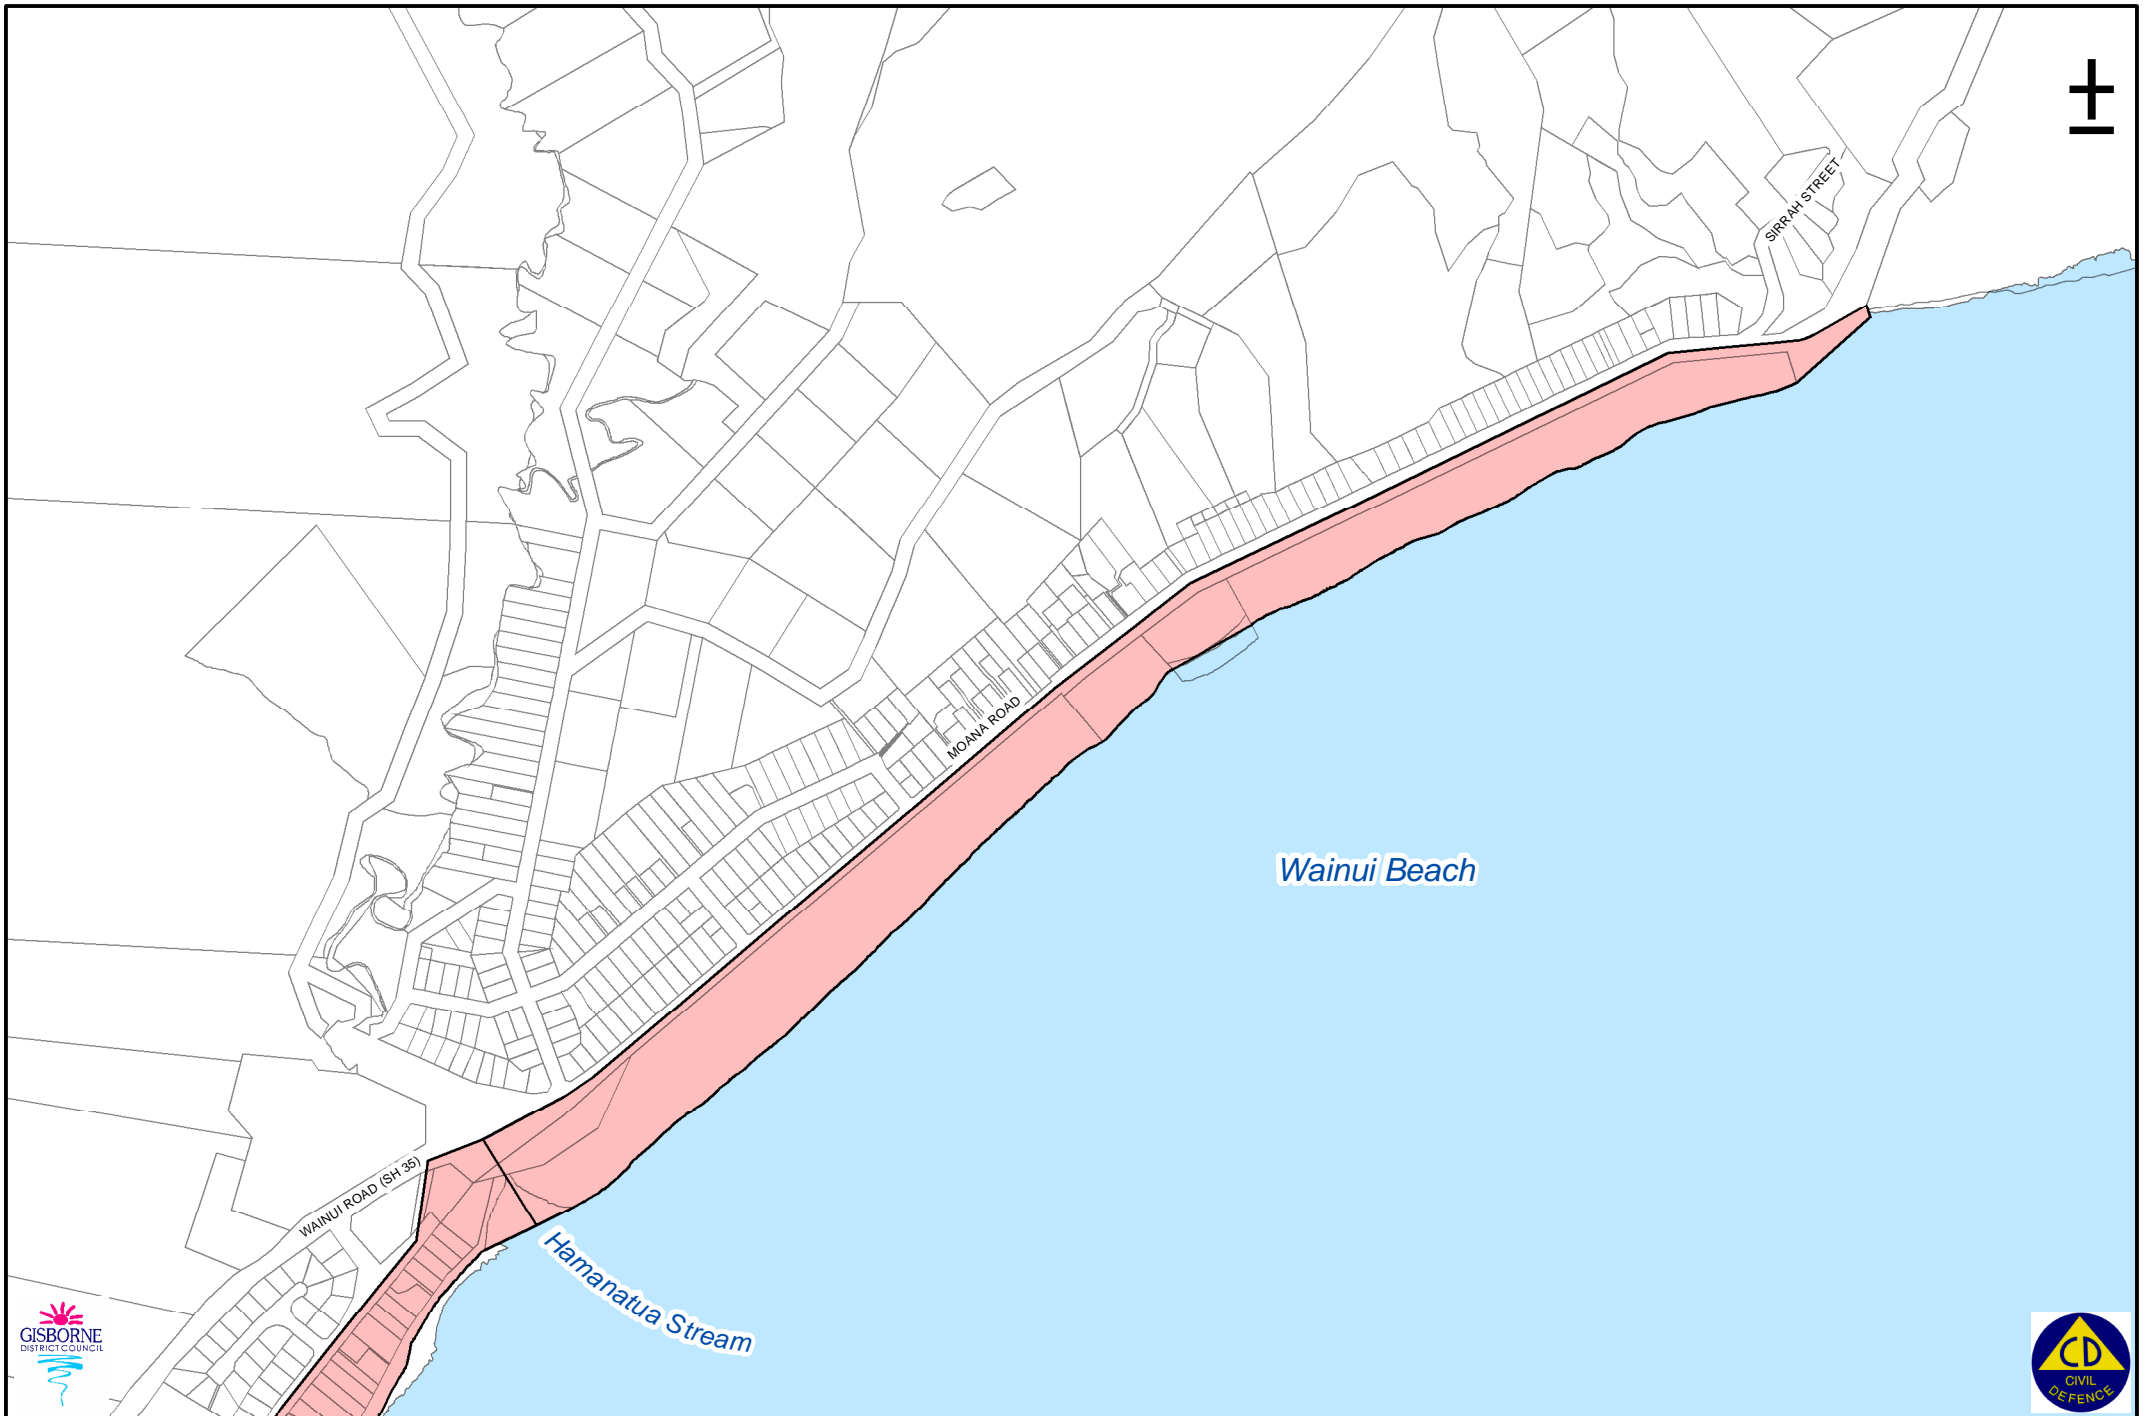 SIRRAH STREET
MOANA ROAD
Wainui Beach
WAINUI ROAD (SH 35)
Hamanatua Stream
GISBORNE
DISTRICT COUNCIL
CD
CIVIL
DEFENCE